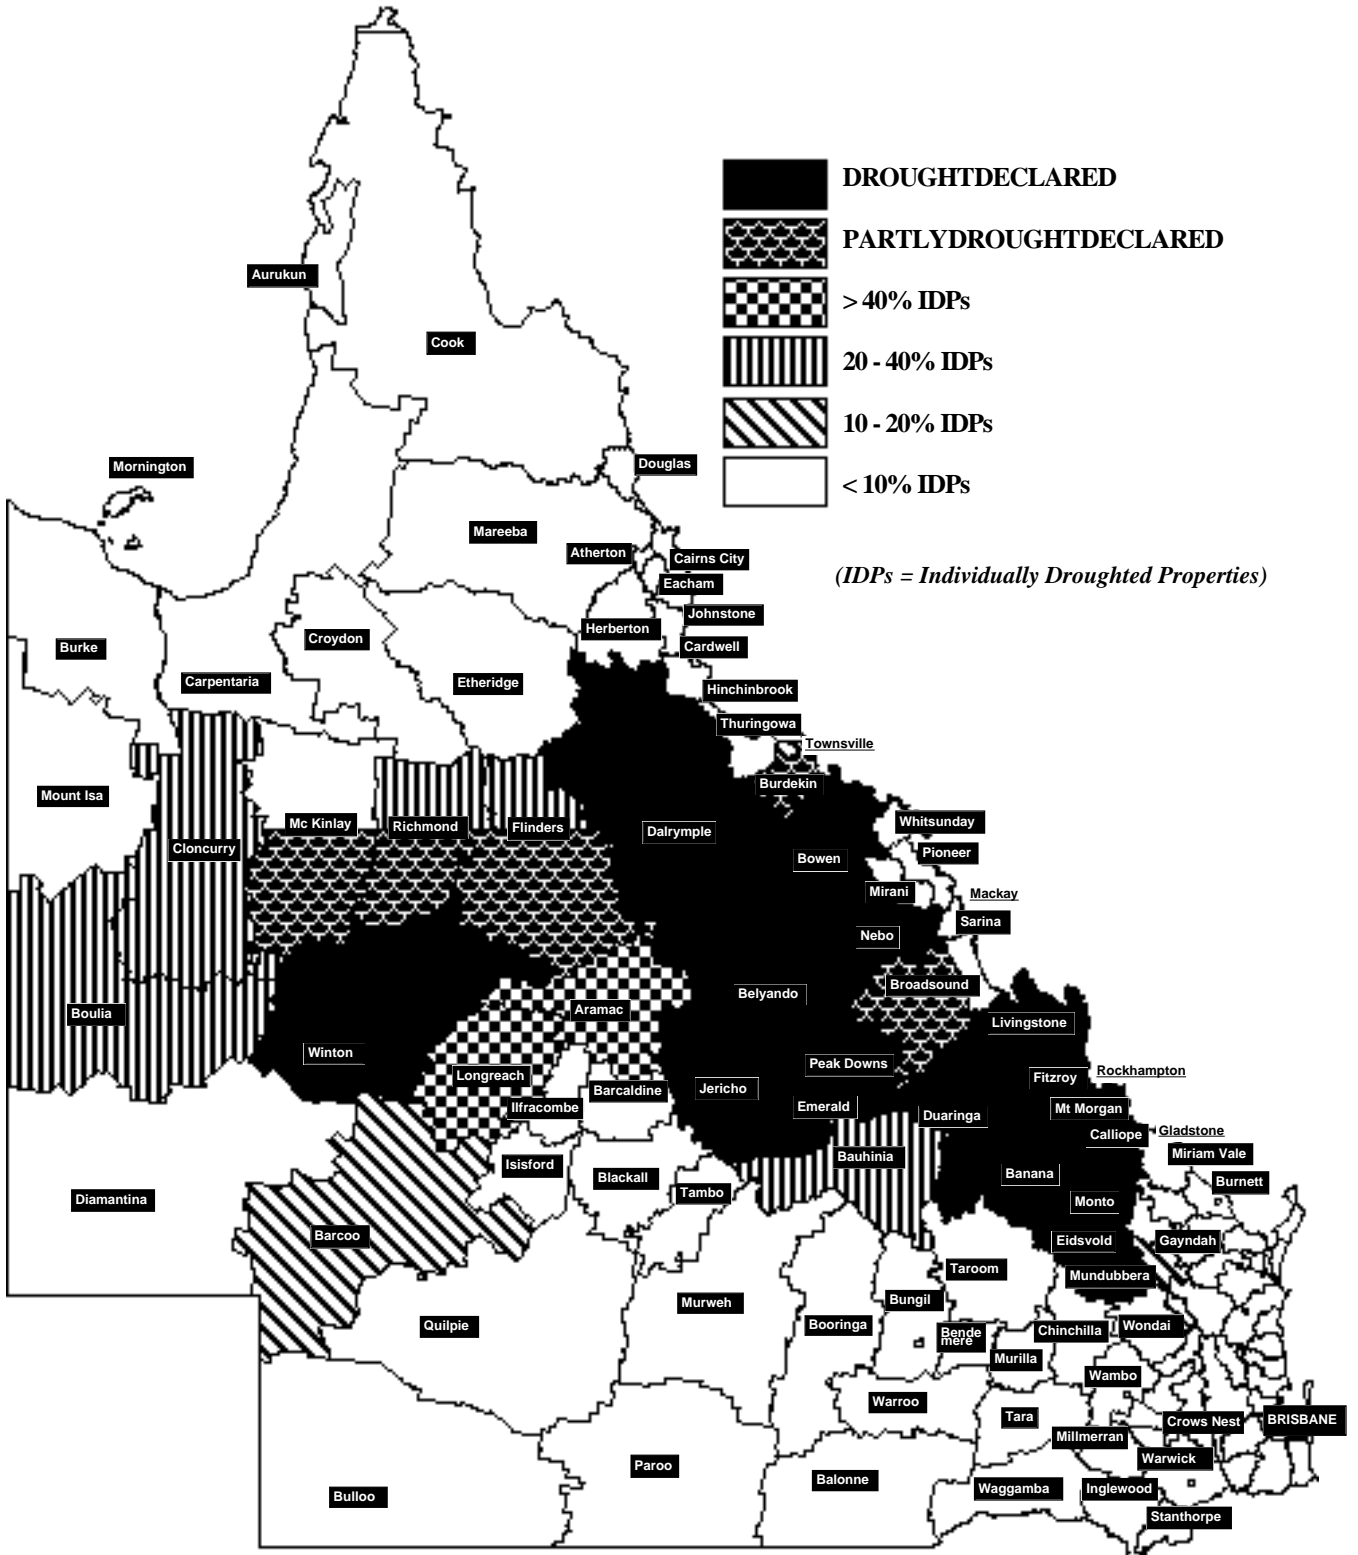 DROUGHTDECLARED
PARTLYDROUGHTDECLARED
> 40% IDPs
20 - 40% IDPs
10 - 20% IDPs
< 10% IDPs
(IDPs = Individually Droughted Properties)
Aurukun
Cook
Mornington
Douglas
Mareeba
Atherton
Cairns City
Eacham
Johnstone
Herberton
Cardwell
Burke
Croydon
Carpentaria
Etheridge
Hinchinbrook
Thuringowa
Townsville
Burdekin
Mount Isa
Mc Kinlay
Richmond
Flinders
Dalrymple
Whitsunday
Cloncurry
Bowen
Pioneer
Mirani
Mackay
Sarina
Nebo
Broadsound
Belyando
Aramac
Boulia
Livingstone
Winton
Peak Downs
Longreach
Fitzroy
Rockhampton
Barcaldine
Jericho
Ilfracombe
Emerald
Duaringa
Mt Morgan
Calliope
Gladstone
Miriam Vale
Bauhinia
Isisford
Blackall
Tambo
Banana
Burnett
Diamantina
Monto
Barcoo
Eidsvold
Gayndah
Taroom
Mundubbera
Murweh
Bungil
Quilpie
Booringa
Bende
mere
Chinchilla
Wondai
Murilla
Wambo
Warroo
Tara
Crows Nest
BRISBANE
Millmerran
Warwick
Paroo
Balonne
Waggamba
Inglewood
Bulloo
Stanthorpe